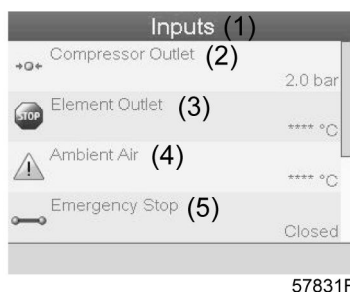 Inputs (1)
Compressor Outlet (2)
2.0 bar
STOP
Element Outlet (3)
**** °C
Ambient Air (4)
**** °C
Emergency Stop (5)
Closed
57831F